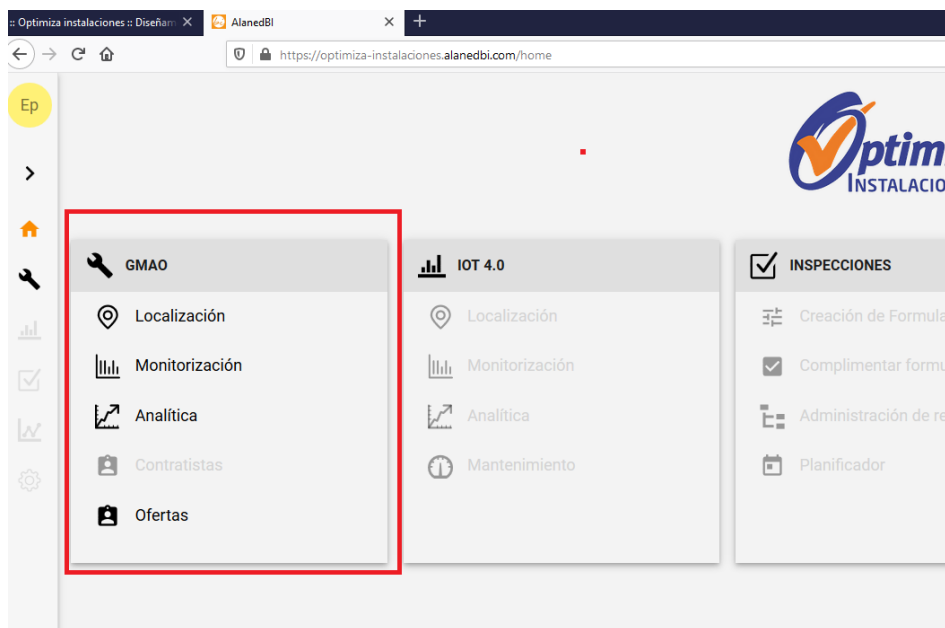 :: Optimiza instalaciones :: Diseñam
AlanedBI
https://optimiza-instalaciones.alanedbi.com/home
Ep
Optim
INSTALACIO
GMAO
Localización
Monitorización
Analítica
Contratistas
Ofertas
IOT 4.0
Localización
Monitorización
Analítica
Mantenimiento
INSPECCIONES
Creación de Formula
Complimentar formu
Administración de re
Planificador